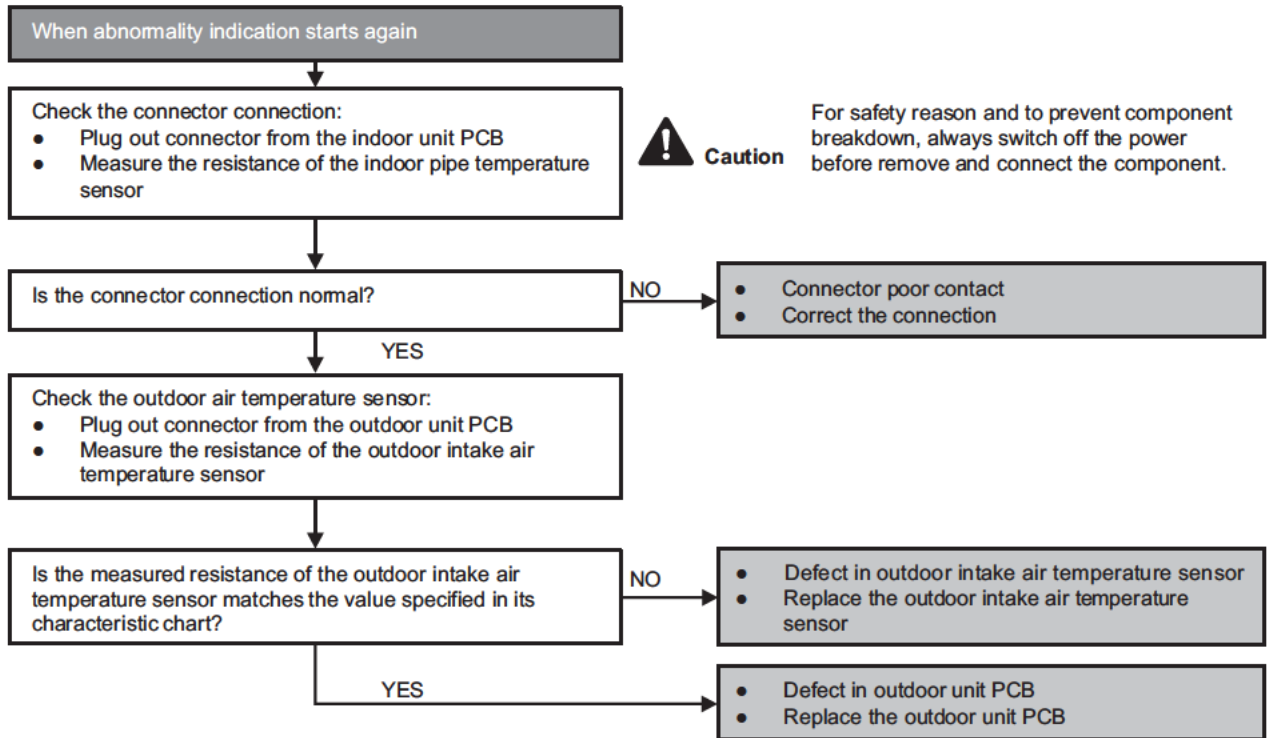 When abnormality indication starts again
Check the connector connection:
● Plug out connector from the indoor unit PCB
● Measure the resistance of the indoor pipe temperature
sensor
Caution
For safety reason and to prevent component
breakdown, always switch off the power
before remove and connect the component.
Is the connector connection normal?
NO
● Connector poor contact
● Correct the connection
YES
Check the outdoor air temperature sensor:
● Plug out connector from the outdoor unit PCB
● Measure the resistance of the outdoor intake air
temperature sensor
Is the measured resistance of the outdoor intake air
temperature sensor matches the value specified in its
characteristic chart?
NO
● Defect in outdoor intake air temperature sensor
● Replace the outdoor intake air temperature
sensor
YES
● Defect in outdoor unit PCB
● Replace the outdoor unit PCB